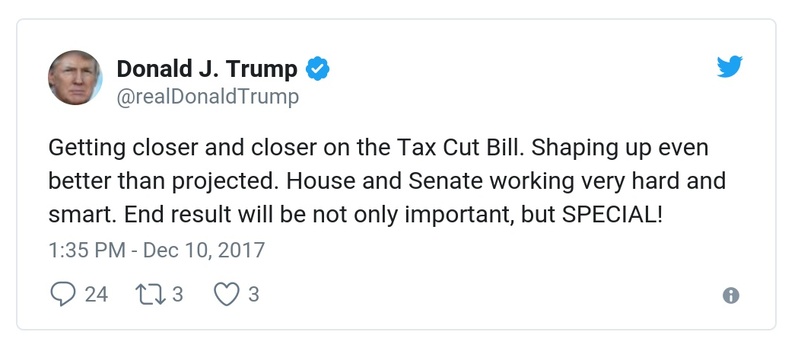 Donald J. Trump
@realDonaldTrump
Getting closer and closer on the Tax Cut Bill. Shaping up even
better than projected. House and Senate working very hard and
smart. End result will be not only important, but SPECIAL!
1:35 PM - Dec 10, 2017
24 3 3